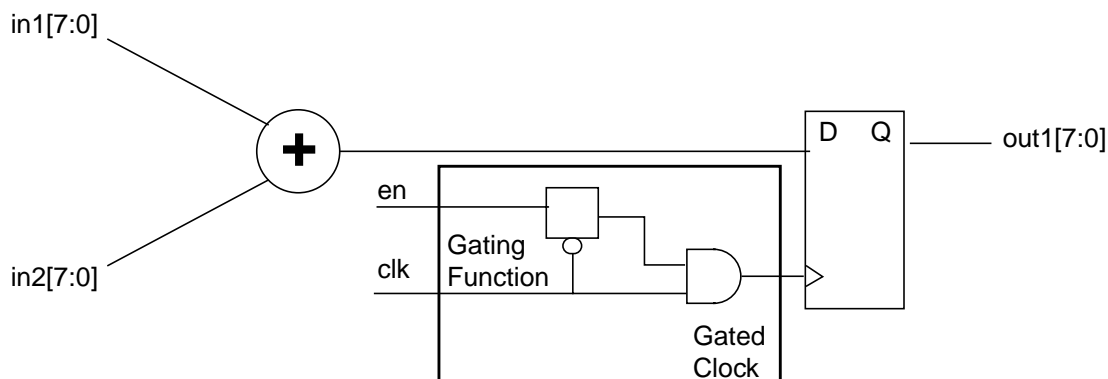 in1[7:0]
+
D Q
out1[7:0]
en
Gating
Function
clk
in2[7:0]
Gated
Clock